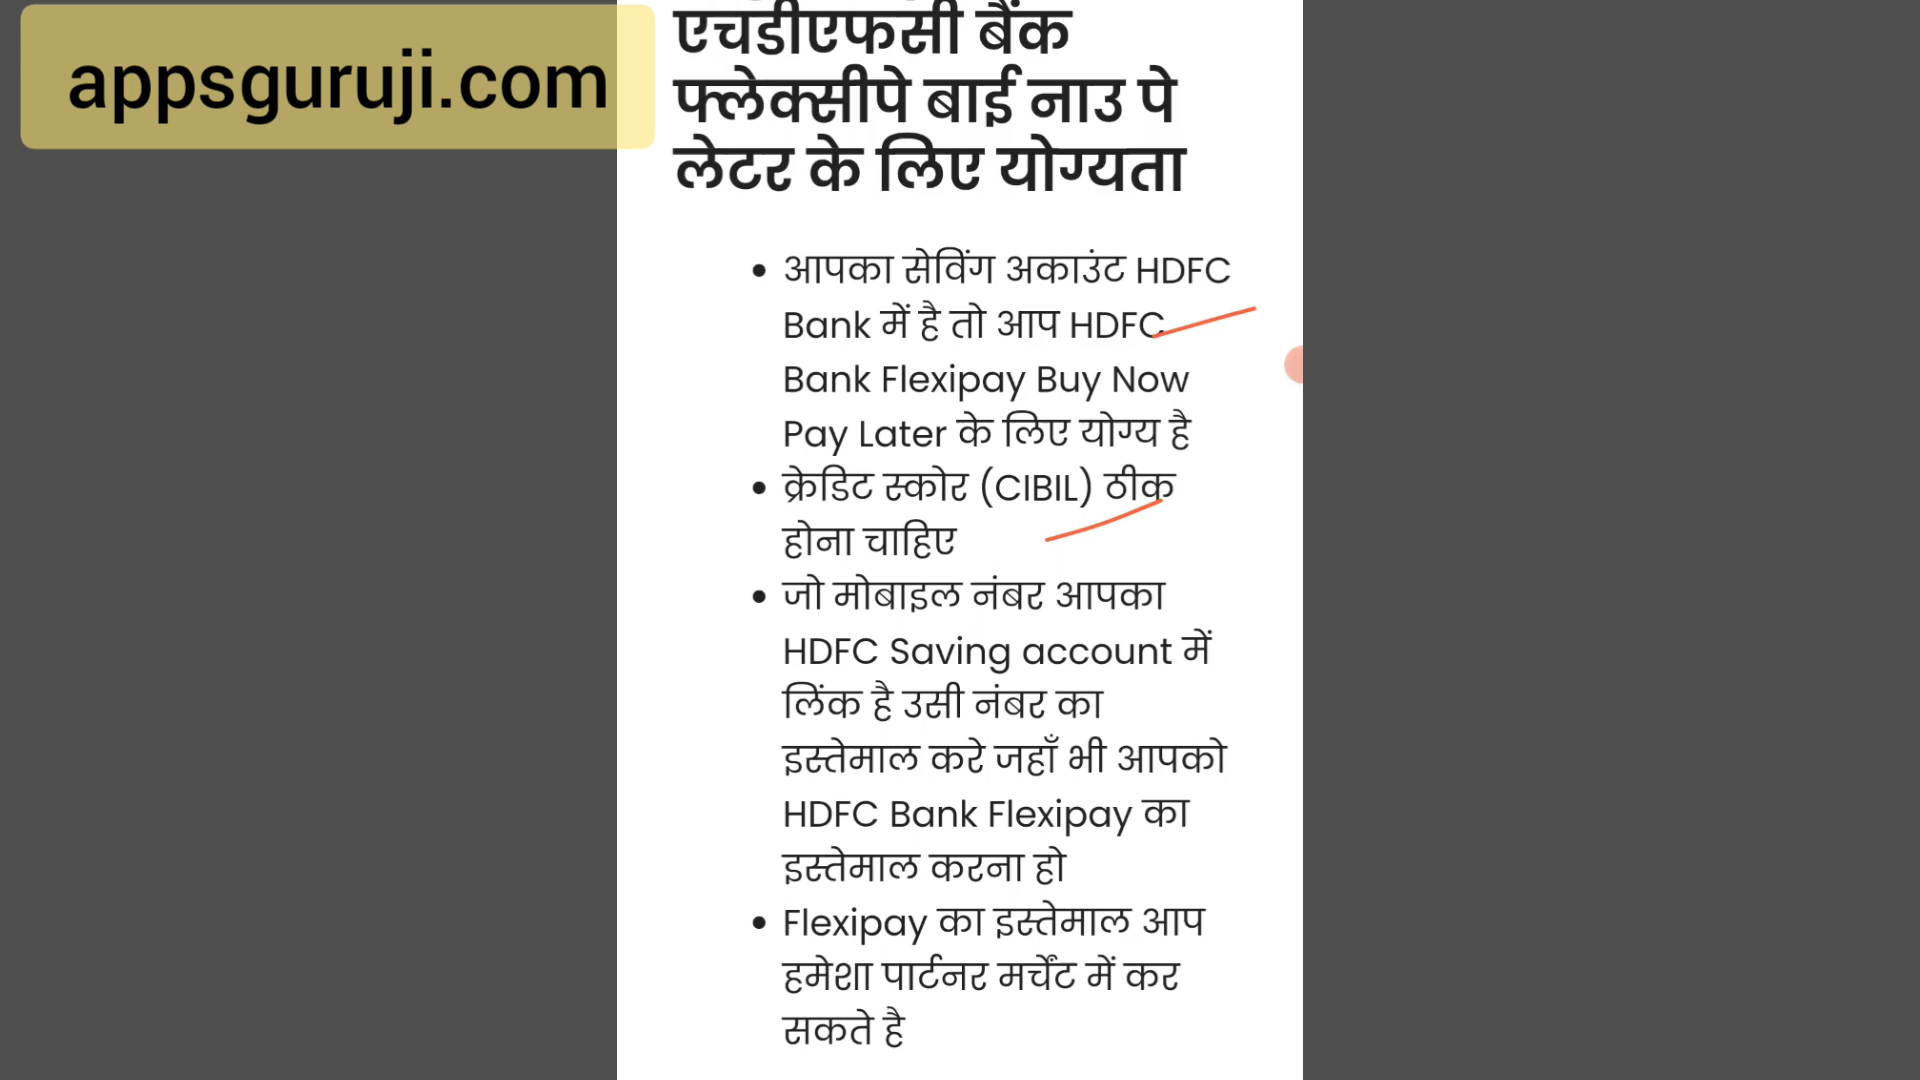 appsguruji.com
एचडीएफसी बैंक
फ्लेक्सीपे बाई नाउ पे
लेटर के लिए योग्यता
• आपका सेविंग अकाउंट HDFC
Bank में है तो आप HDFC
Bank Flexipay Buy Now
Pay Later के लिए योग्य है
• क्रेडिट स्कोर (CIBIL) ठीक
होना चाहिए
• जो मोबाइल नंबर आपका
HDFC Saving account में
लिंक है उसी नंबर का
इस्तेमाल करे जहाँ भी आपको
HDFC Bank Flexipay का
इस्तेमाल करना हो
• Flexipay का इस्तेमाल आप
हमेशा पार्टनर मर्चेंट में कर
सकते है